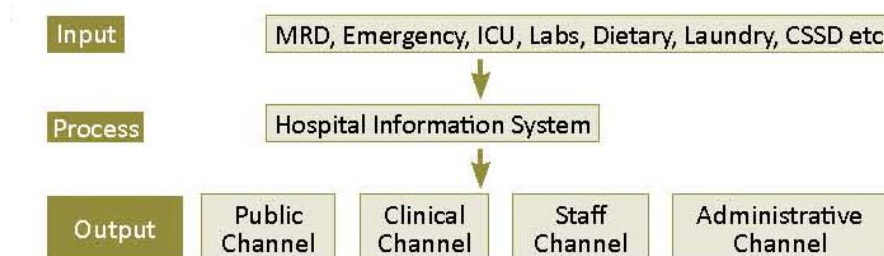 Input
MRD, Emergency, ICU, Labs, Dietary, Laundry, CSSD etc
Process
Hospital Information System
Output
Public
Channel
Clinical
Channel
Staff
Channel
Administrative
Channel